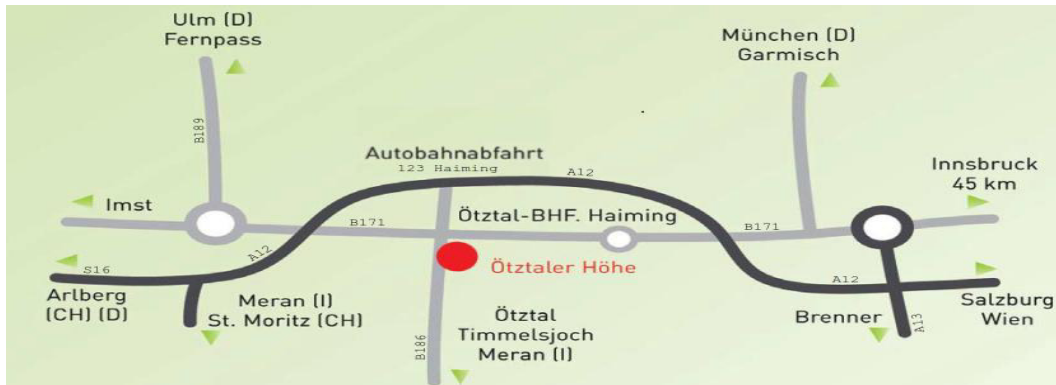 Ulm (D)
Fernpass
München (D)
Garmisch
B189
Autobahnabfahrt
123 Haiming
A12
Innsbruck
45 km
Imst
B171
Ötztal-BHF. Haiming
B171
S16
A12
Ötztaler Höhe
A12
Arlberg
(CH) (D)
Meran (I)
St. Moritz (CH)
Ötztal
Timmelsjoch
Meran (I)
B186
Brenner
A13
Salzburg
Wien